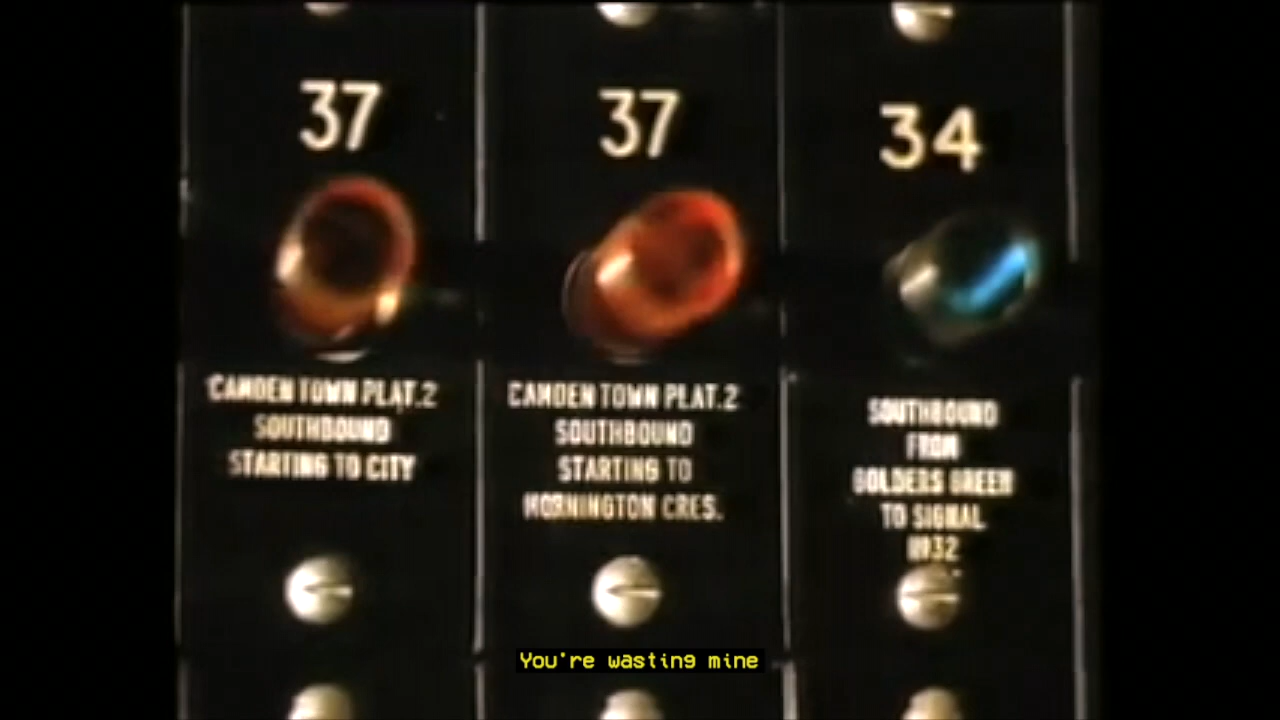 37
CAMDEN TOWN PLAT.2
SOUTHBOUND
STARTING TO CITY
37
CAMDEN TOWN PLAT.2
SOUTHBOUND
STARTING TO
MORNINGTON CRES.
34
SOUTHBOUND
FROM
GOLDERS GREEN
TO SIGNAL
Nº32
You're wasting mine